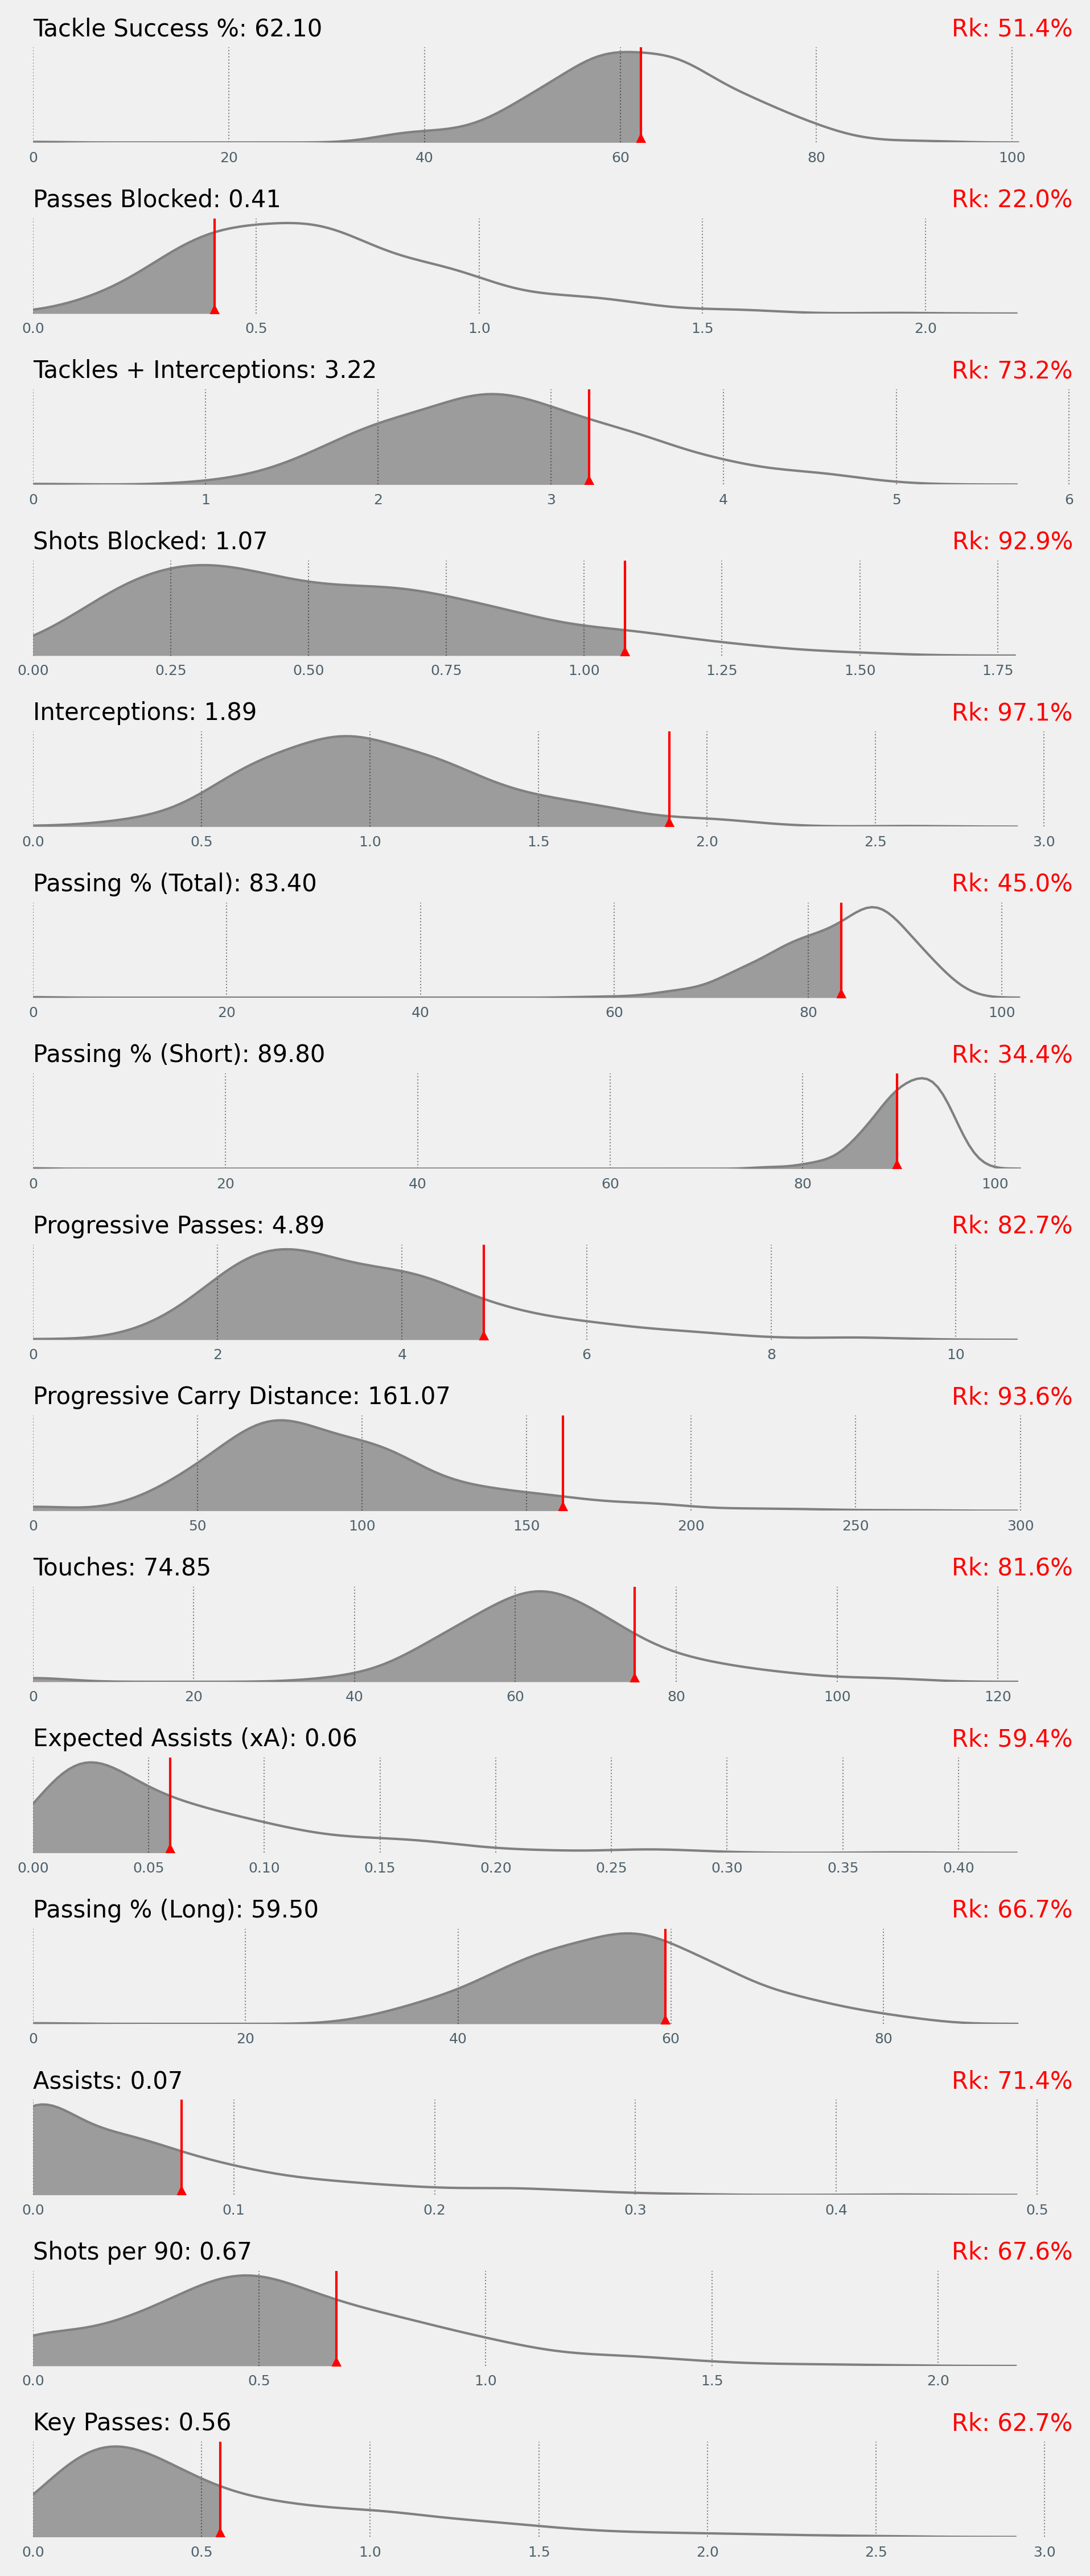 Tackle Success %: 62.10 Rk: 51.4%
0 20 40 60 80 100
Passes Blocked: 0.41 Rk: 22.0%
0.0 0.5 1.0 1.5 2.0
Tackles + Interceptions: 3.22 Rk: 73.2%
0 1 2 3 4 5 6
Shots Blocked: 1.07 Rk: 92.9%
0.00 0.25 0.50 0.75 1.00 1.25 1.50 1.75
Interceptions: 1.89 Rk: 97.1%
0.0 0.5 1.0 1.5 2.0 2.5 3.0
Passing % (Total): 83.40 Rk: 45.0%
0 20 40 60 80 100
Passing % (Short): 89.80 Rk: 34.4%
0 20 40 60 80 100
Progressive Passes: 4.89 Rk: 82.7%
0 2 4 6 8 10
Progressive Carry Distance: 161.07 Rk: 93.6%
0 50 100 150 200 250 300
Touches: 74.85 Rk: 81.6%
0 20 40 60 80 100 120
Expected Assists (xA): 0.06 Rk: 59.4%
0.00 0.05 0.10 0.15 0.20 0.25 0.30 0.35 0.40
Passing % (Long): 59.50 Rk: 66.7%
0 20 40 60 80
Assists: 0.07 Rk: 71.4%
0.0 0.1 0.2 0.3 0.4 0.5
Shots per 90: 0.67 Rk: 67.6%
0.0 0.5 1.0 1.5 2.0
Key Passes: 0.56 Rk: 62.7%
0.0 0.5 1.0 1.5 2.0 2.5 3.0